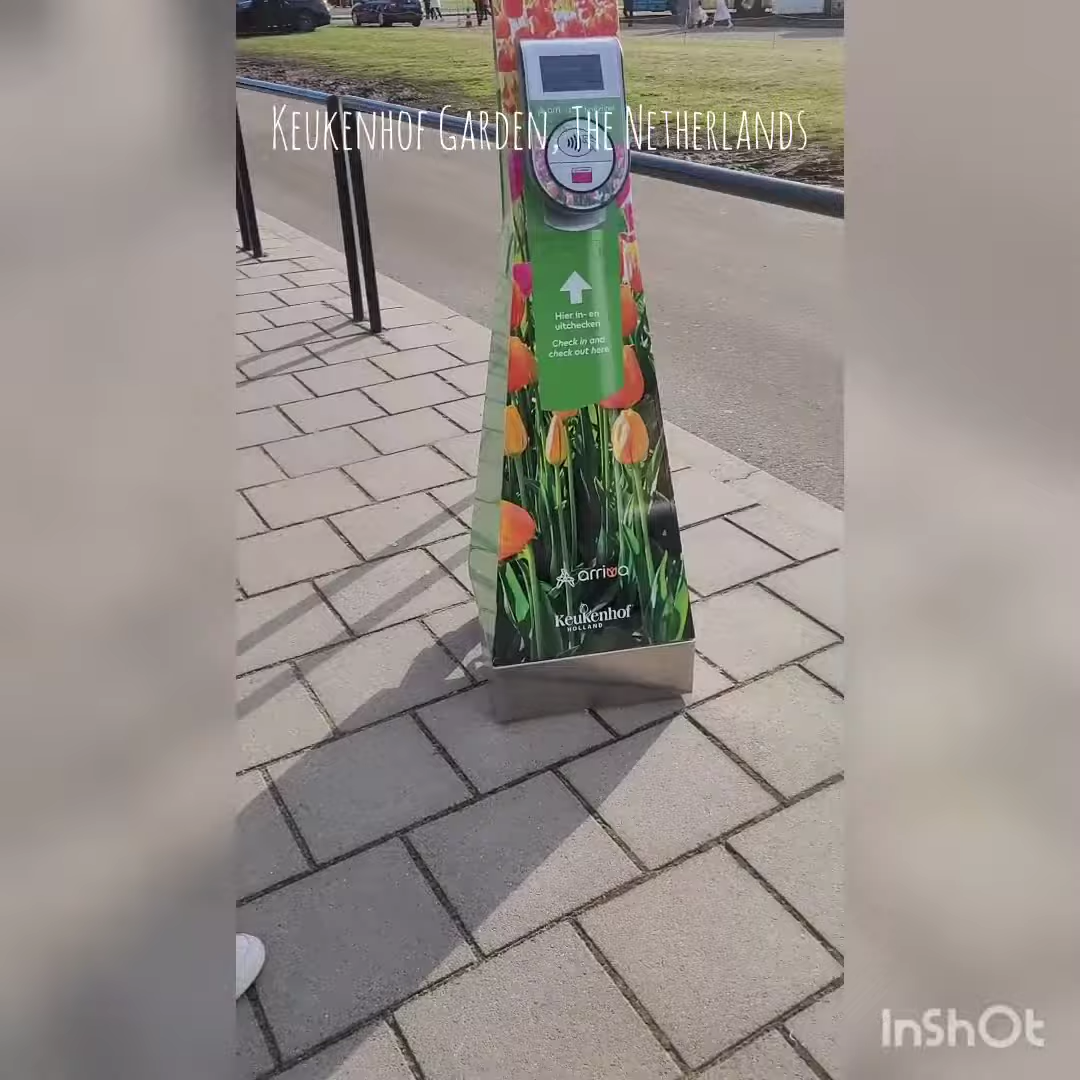 Keukenhof Garden, The Netherlands
Hier in- en
uitchecken
Check in and
check out here
arriva
Keukenhof
HOLLAND
InShOt